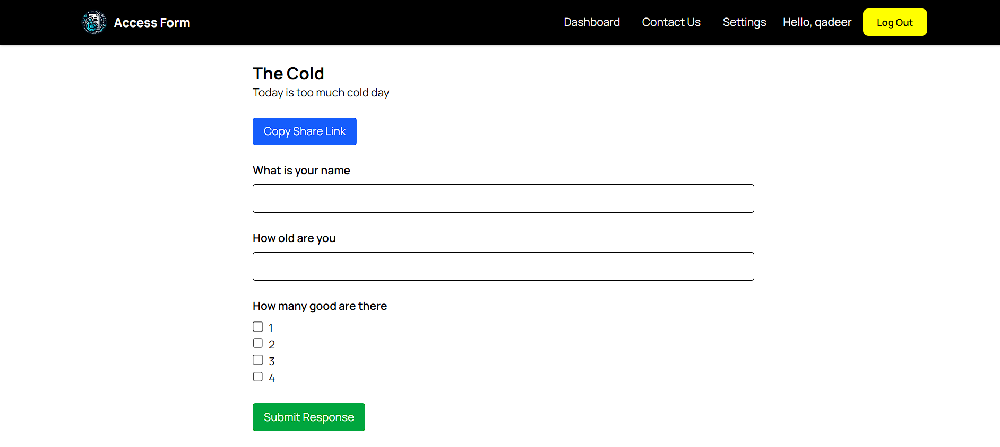 Access Form
Dashboard Contact Us Settings Hello, qadeer Log Out
The Cold
Today is too much cold day
Copy Share Link
What is your name
How old are you
How many good are there
1
2
3
4
Submit Response